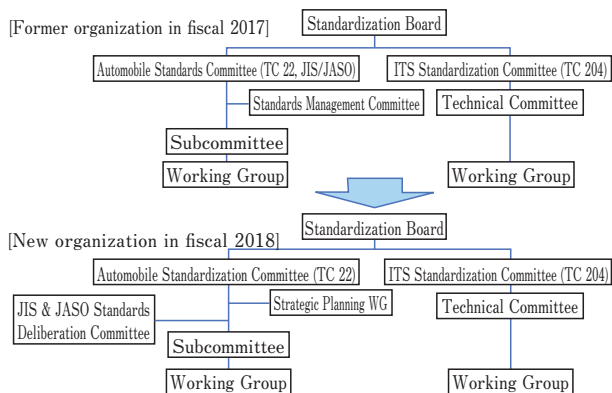 [Former organization in fiscal 2017]
Standardization Board
Automobile Standards Committee (TC 22, JIS/JASO)
ITS Standardization Committee (TC 204)
Standards Management Committee
Technical Committee
Subcommittee
Working Group
Working Group
[New organization in fiscal 2018]
Standardization Board
Automobile Standardization Committee (TC 22)
ITS Standardization Committee (TC 204)
JIS & JASO Standards
Deliberation Committee
Strategic Planning WG
Technical Committee
Subcommittee
Working Group
Working Group